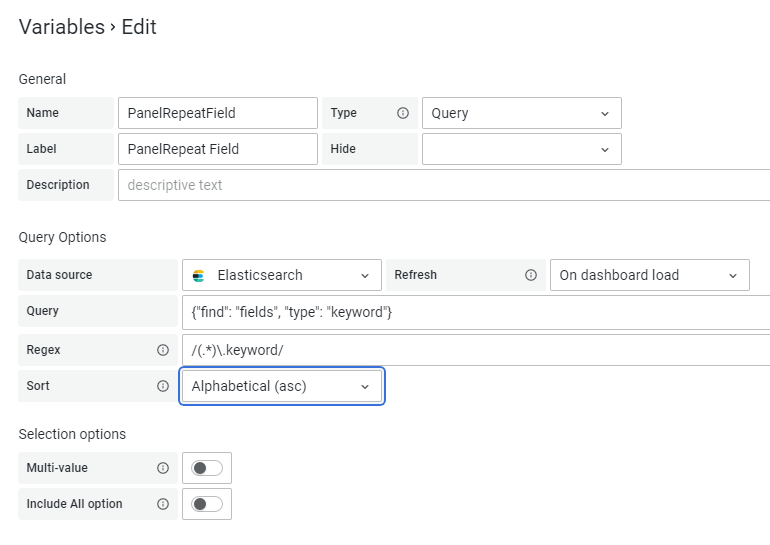 Variables › Edit
General
Name PanelRepeatField Type Query
Label PanelRepeat Field Hide
Description descriptive text
Query Options
Data source Elasticsearch Refresh On dashboard load
Query {"find": "fields", "type": "keyword"}
Regex /(.*)\.keyword/
Sort Alphabetical (asc)
Selection options
Multi-value
Include All option